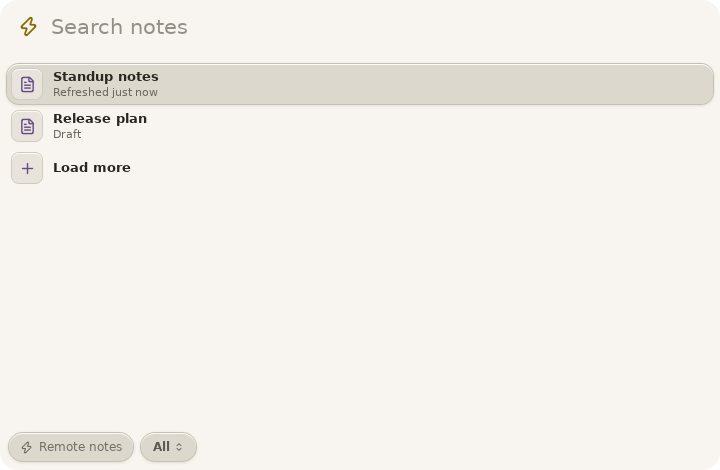 Search notes
Standup notes
Refreshed just now
Release plan
Draft
Load more
Remote notes
All